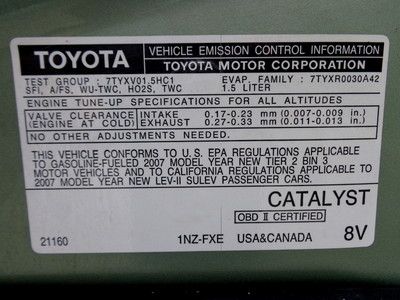 TOYOTA
VEHICLE EMISSION CONTROL INFORMATION
TOYOTA MOTOR CORPORATION
TEST GROUP : 7TYXV01.5HC1 EVAP. FAMILY : 7TYXR0030A42
SFI, A/FS, WU-TWC, HO2S, TWC 1.5 LITER
ENGINE TUNE-UP SPECIFICATIONS FOR ALL ALTITUDES
VALVE CLEARANCE INTAKE 0.17-0.23 mm (0.007-0.009 in.)
(ENGINE AT COLD) EXHAUST 0.27-0.33 mm (0.011-0.013 in.)
NO OTHER ADJUSTMENTS NEEDED.
THIS VEHICLE CONFORMS TO U.S. EPA REGULATIONS APPLICABLE
TO GASOLINE-FUELED 2007 MODEL YEAR NEW TIER 2 BIN 3
MOTOR VEHICLES AND TO CALIFORNIA REGULATIONS APPLICABLE TO
2007 MODEL YEAR NEW LEV-II SULEV PASSENGER CARS.
CATALYST
OBD II CERTIFIED
21160 1NZ-FXE USA&CANADA 8V